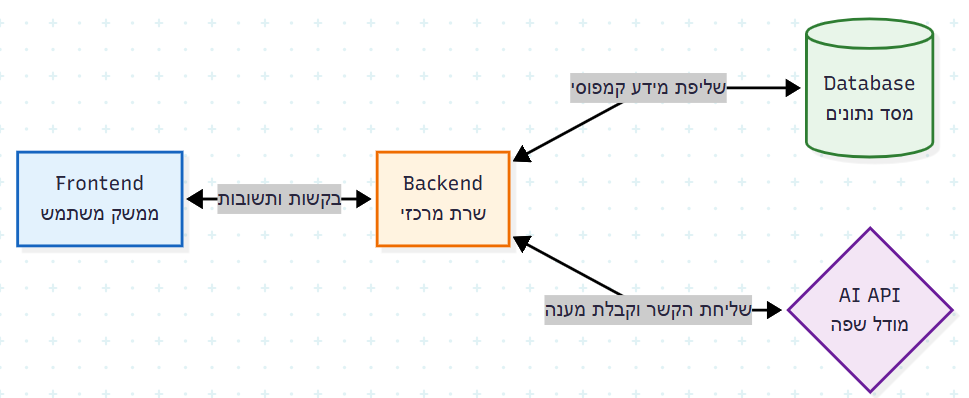 Frontend
ממשק משתמש
בקשות ותשובות
Backend
שרת מרכזי
שליפת מידע קמפוסי
Database
מסד נתונים
שליחת הקשר וקבלת מענה
AI API
מודל שפה